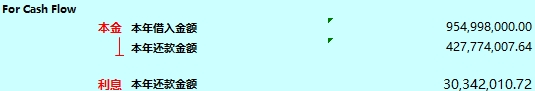 For Cash Flow
本金 本年借入金额 954,998,000.00
本年还款金额 427,774,007.64
利息 本年还款金额 30,342,010.72